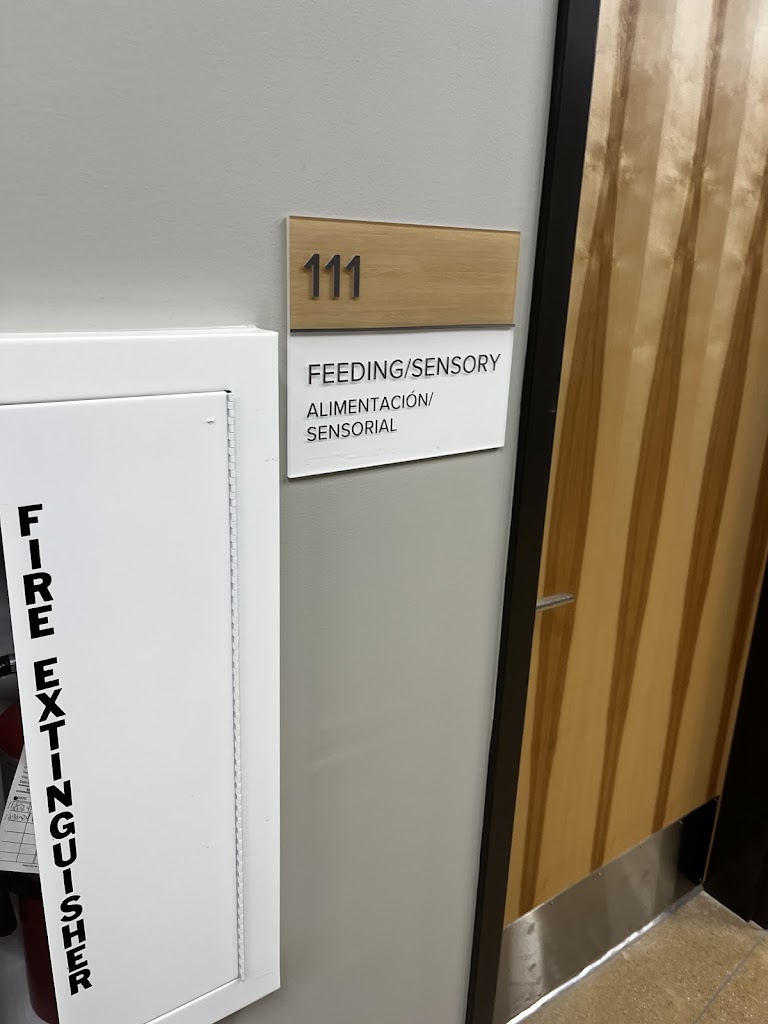 111
FEEDING/SENSORY
ALIMENTACIÓN/
SENSORIAL
FIRE EXTINGUISHER